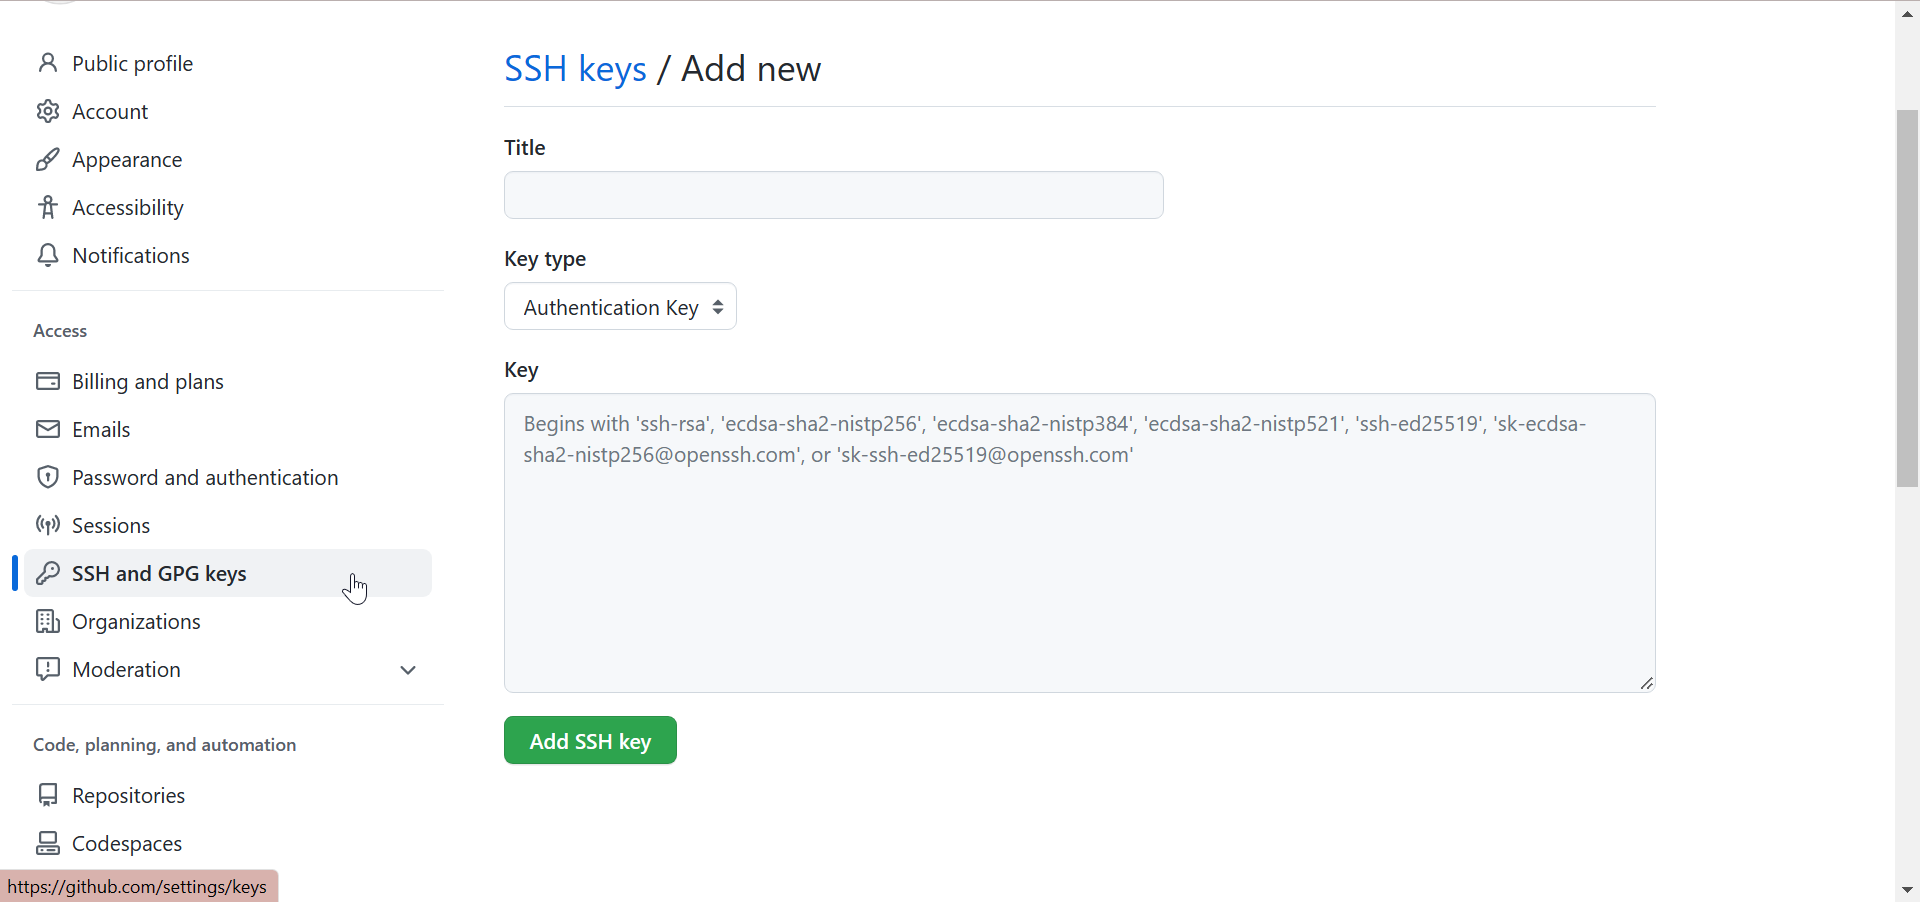 Public profile
Account
Appearance
Accessibility
Notifications
Access
Billing and plans
Emails
Password and authentication
Sessions
SSH and GPG keys
Organizations
Moderation
Code, planning, and automation
Repositories
Codespaces
https://github.com/settings/keys
SSH keys / Add new
Title
Key type
Authentication Key
Key
Begins with 'ssh-rsa', 'ecdsa-sha2-nistp256', 'ecdsa-sha2-nistp384', 'ecdsa-sha2-nistp521', 'ssh-ed25519', 'sk-ecdsa-
sha2-nistp256@openssh.com', or 'sk-ssh-ed25519@openssh.com'
Add SSH key